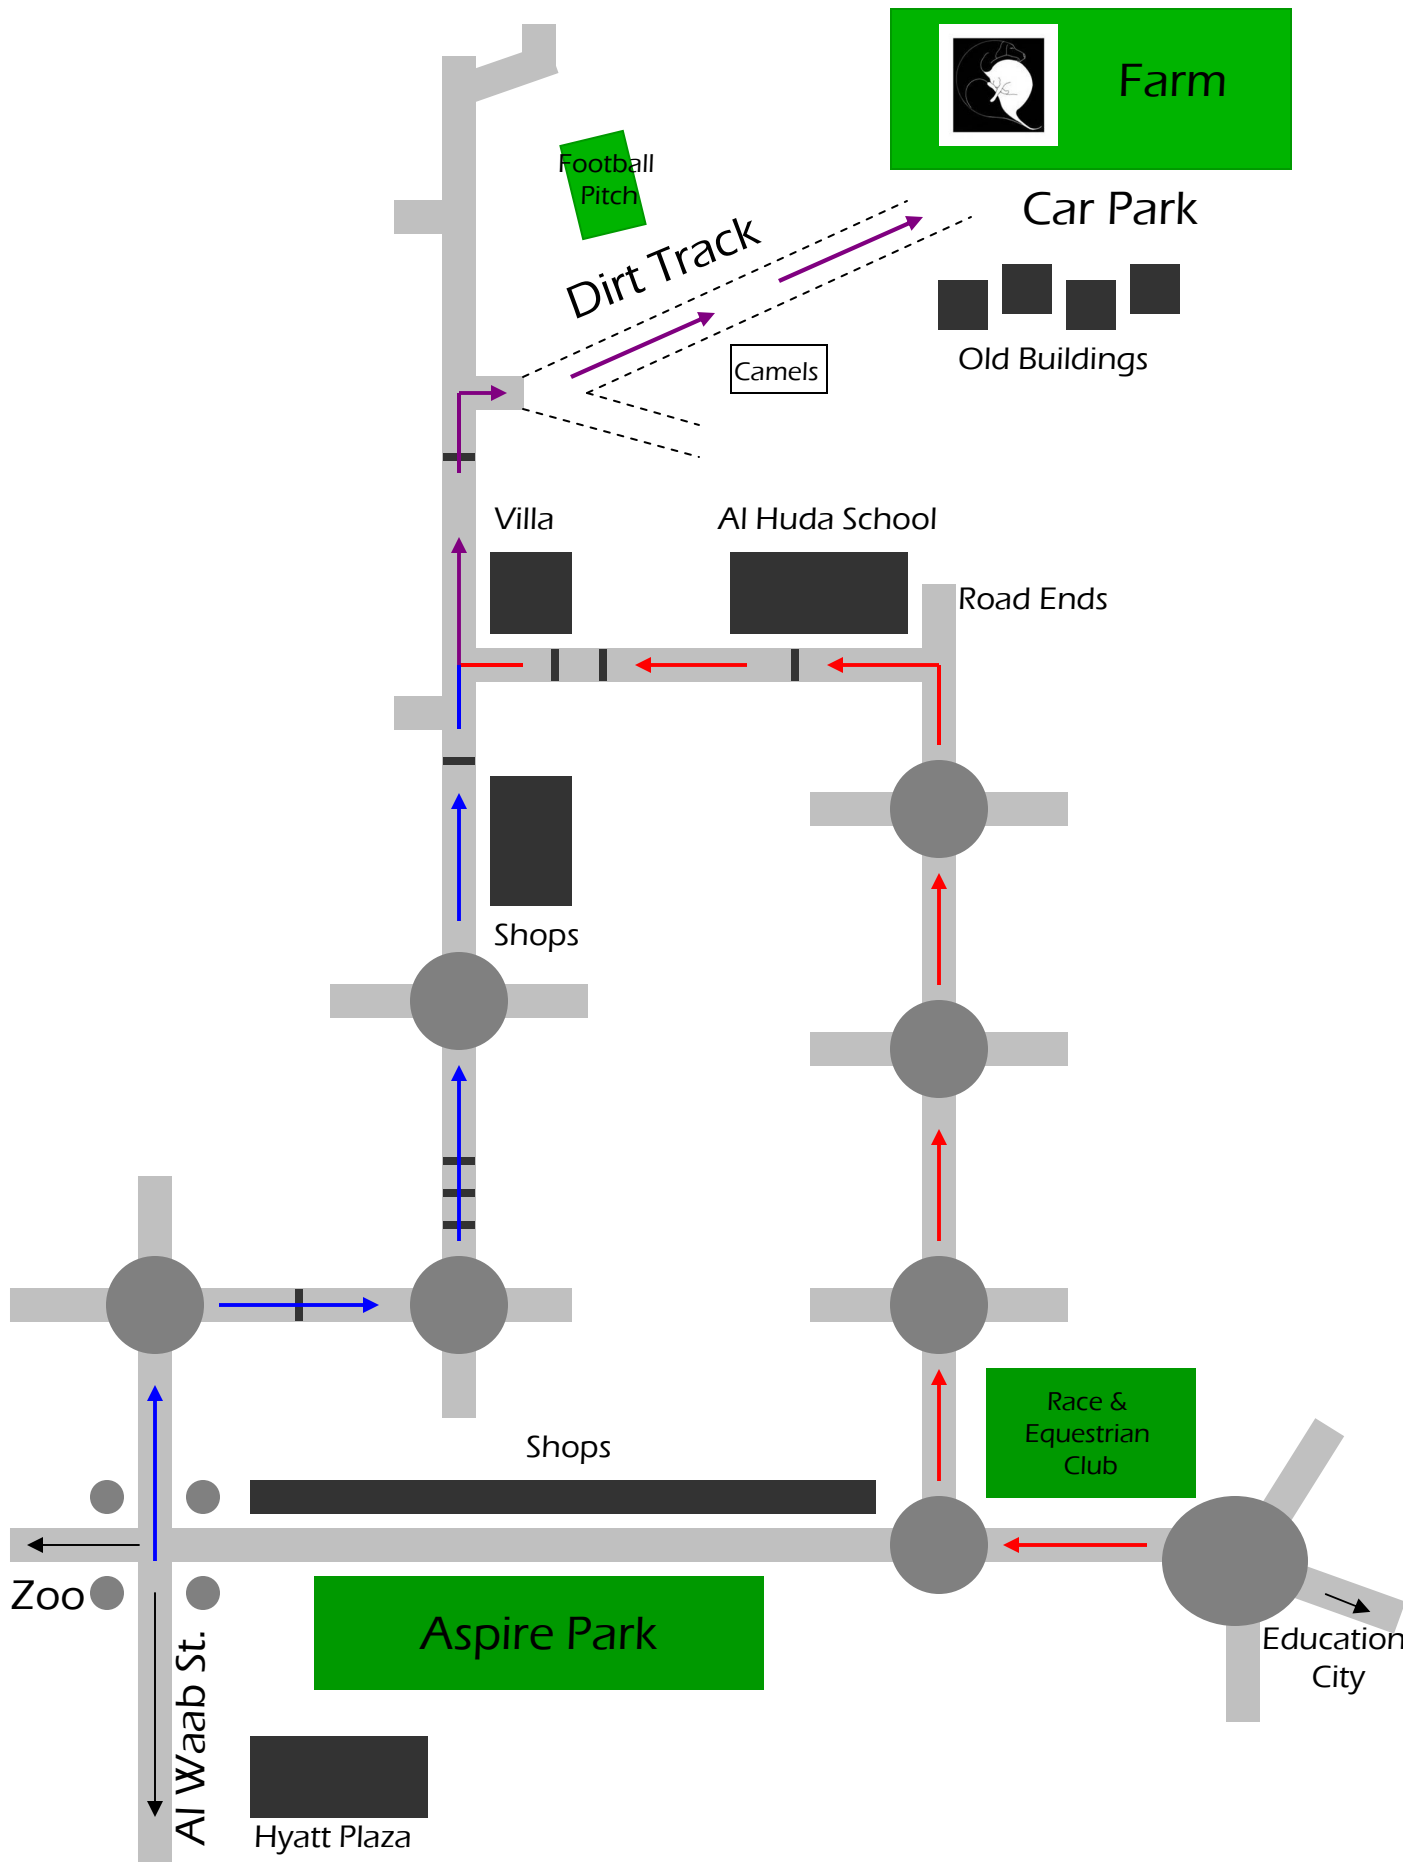 Farm
Football
Pitch
Car Park
Dirt Track
Camels
Old Buildings
Villa
Al Huda School
Road Ends
Shops
Race &
Equestrian
Club
Shops
Zoo
Aspire Park
Education
City
Al Waab St.
Hyatt Plaza